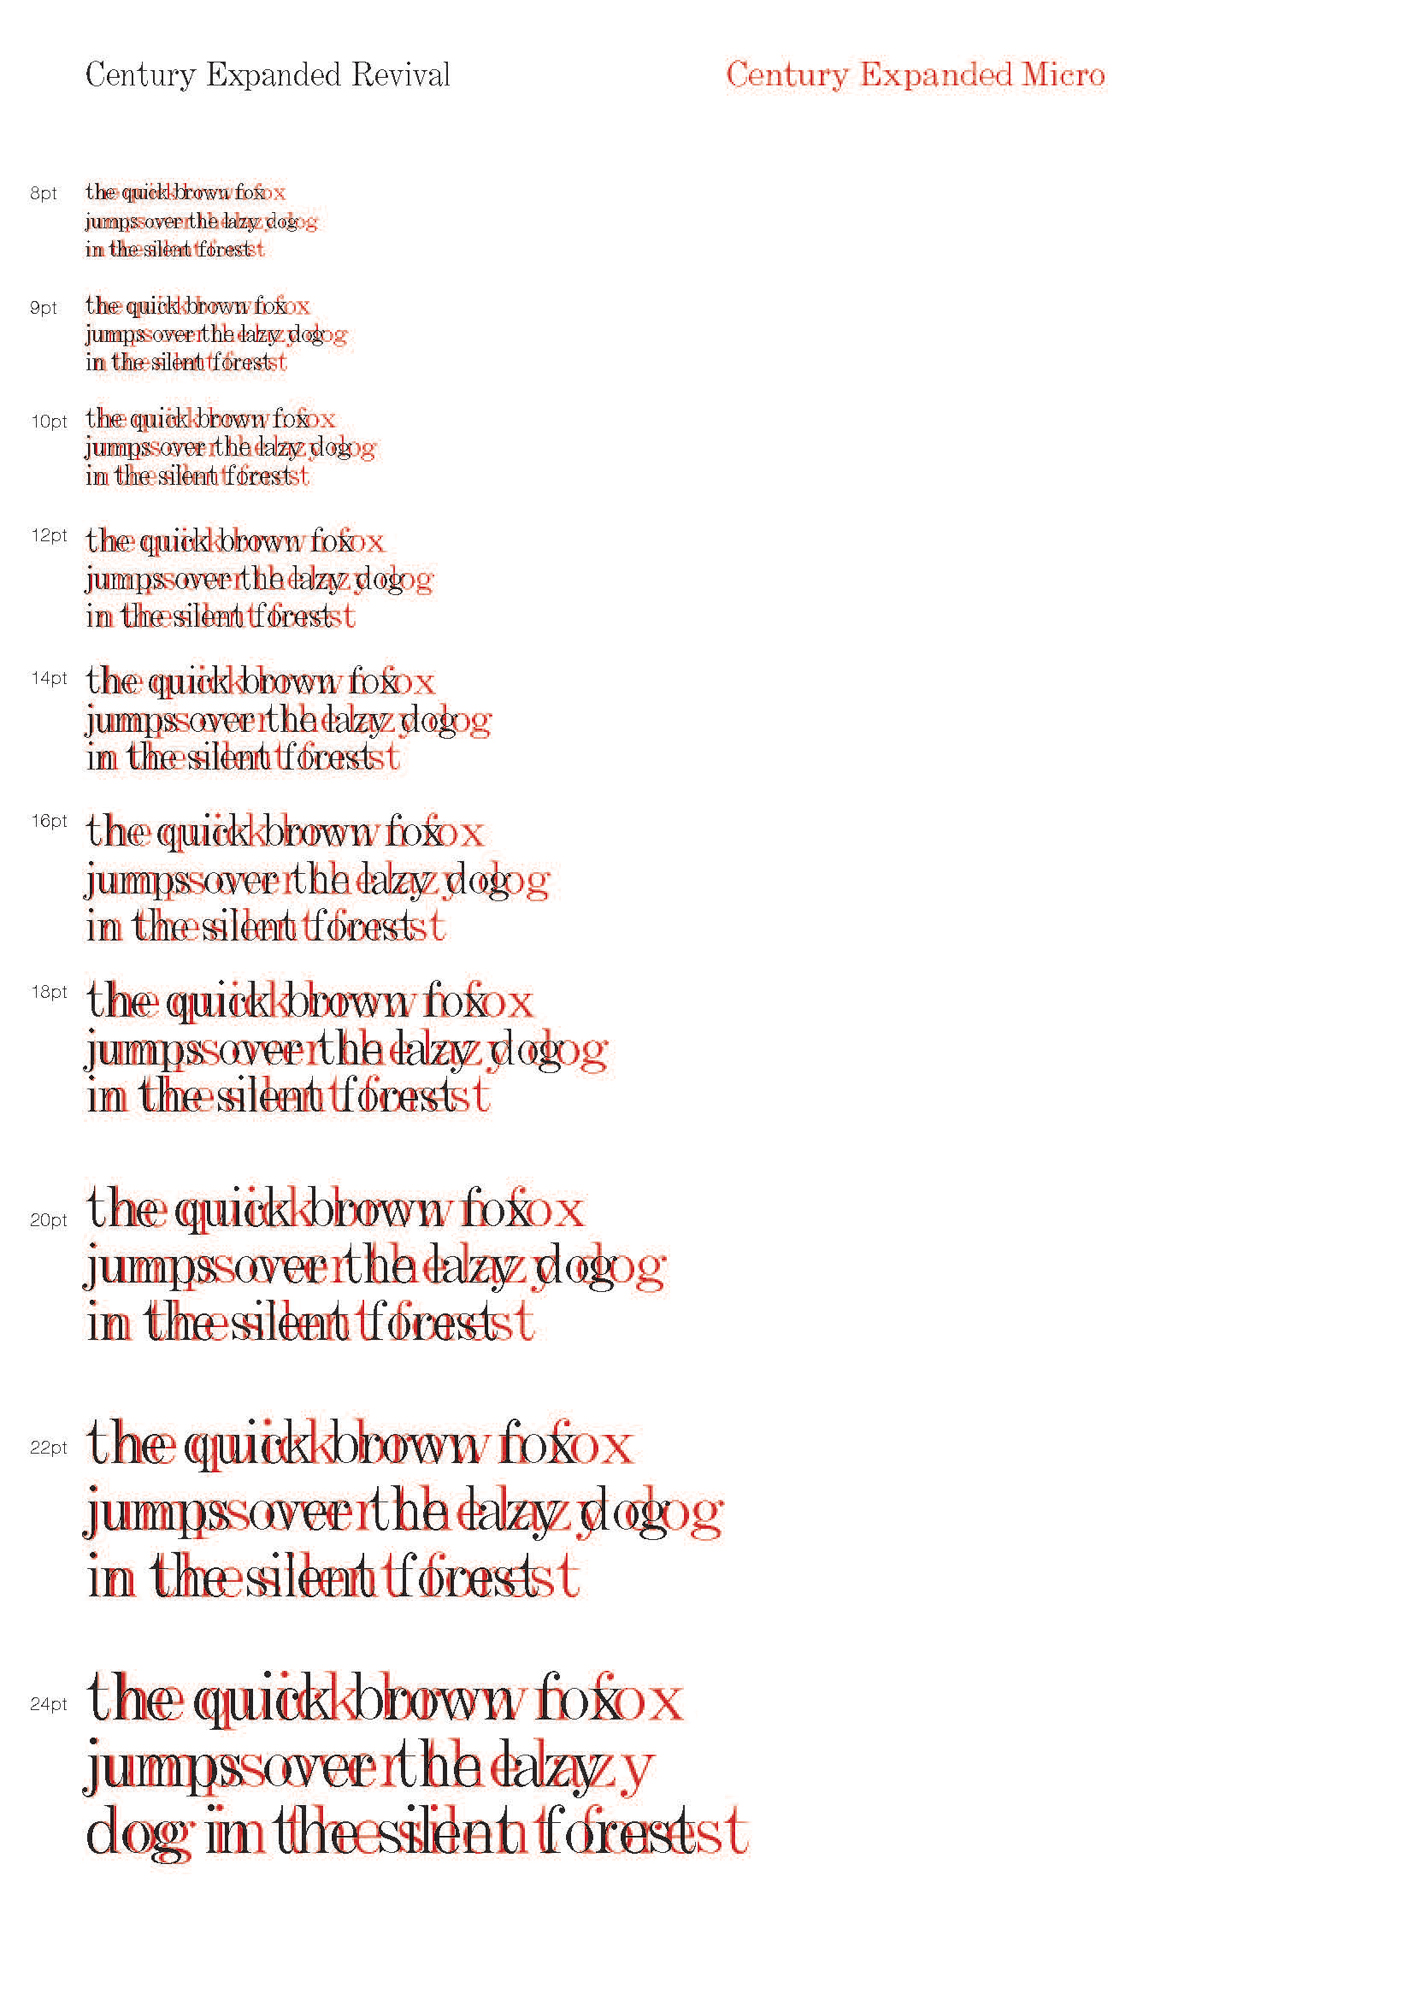 Century Expanded Revival
Century Expanded Micro
8pt
the quick brown fox
jumps over the lazy dog
in the silent forest
9pt
the quick brown fox
jumps over the lazy dog
in the silent forest
10pt
the quick brown fox
jumps over the lazy dog
in the silent forest
12pt
the quick brown fox
jumps over the lazy dog
in the silent forest
14pt
the quick brown fox
jumps over the lazy dog
in the silent forest
16pt
the quick brown fox
jumps over the lazy dog
in the silent forest
18pt
the quick brown fox
jumps over the lazy dog
in the silent forest
20pt
the quick brown fox
jumps over the lazy dog
in the silent forest
22pt
the quick brown fox
jumps over the lazy dog
in the silent forest
24pt
the quick brown fox
jumps over the lazy
dog in the silent forest